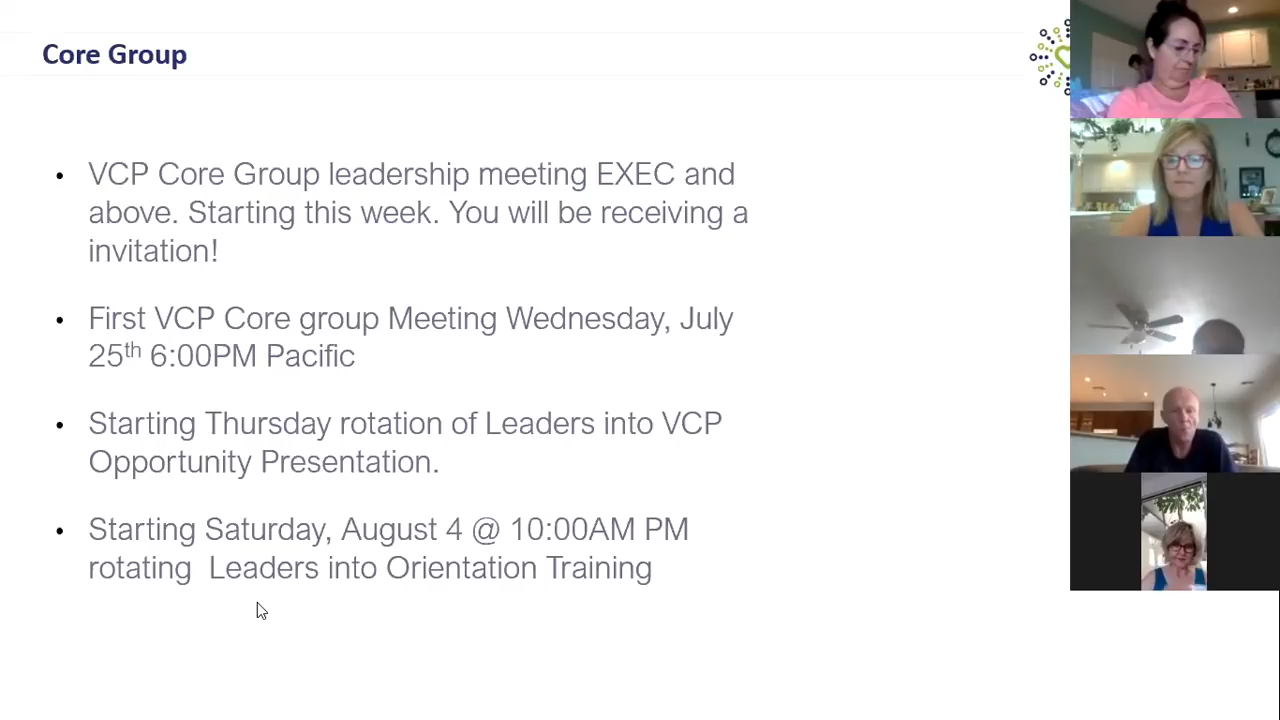 Core Group
• VCP Core Group leadership meeting EXEC and
above. Starting this week. You will be receiving a
invitation!
• First VCP Core group Meeting Wednesday, July
25th 6:00PM Pacific
• Starting Thursday rotation of Leaders into VCP
Opportunity Presentation.
• Starting Saturday, August 4 @ 10:00AM PM
rotating  Leaders into Orientation Training